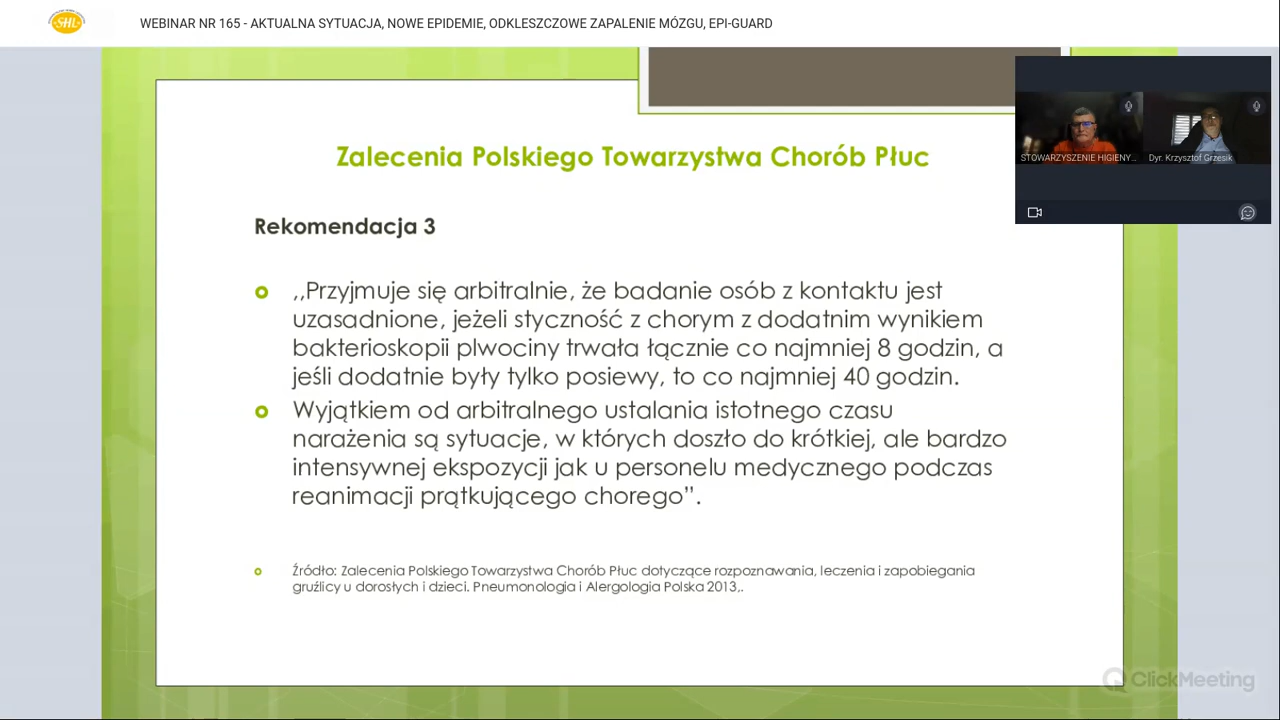 SHL
WEBINAR NR 165 - AKTUALNA SYTUACJA, NOWE EPIDEMIE, ODKLESZCZOWE ZAPALENIE MÓZGU, EPI-GUARD
STOWARZYSZENIE HIGIENY...
Dyr. Krzysztof Grzesik
Zalecenia Polskiego Towarzystwa Chorób Płuc
Rekomendacja 3
,,Przyjmuje się arbitralnie, że badanie osób z kontaktu jest
uzasadnione, jeżeli styczność z chorym z dodatnim wynikiem
bakterioskopii plwociny trwała łącznie co najmniej 8 godzin, a
jeśli dodatnie były tylko posiewy, to co najmniej 40 godzin.
Wyjątkiem od arbitralnego ustalania istotnego czasu
narażenia są sytuacje, w których doszło do krótkiej, ale bardzo
intensywnej ekspozycji jak u personelu medycznego podczas
reanimacji prątkującego chorego”.
Źródło: Zalecenia Polskiego Towarzystwa Chorób Płuc dotyczące rozpoznawania, leczenia i zapobiegania
gruźlicy u dorosłych i dzieci. Pneumonologia i Alergologia Polska 2013,.
ClickMeeting